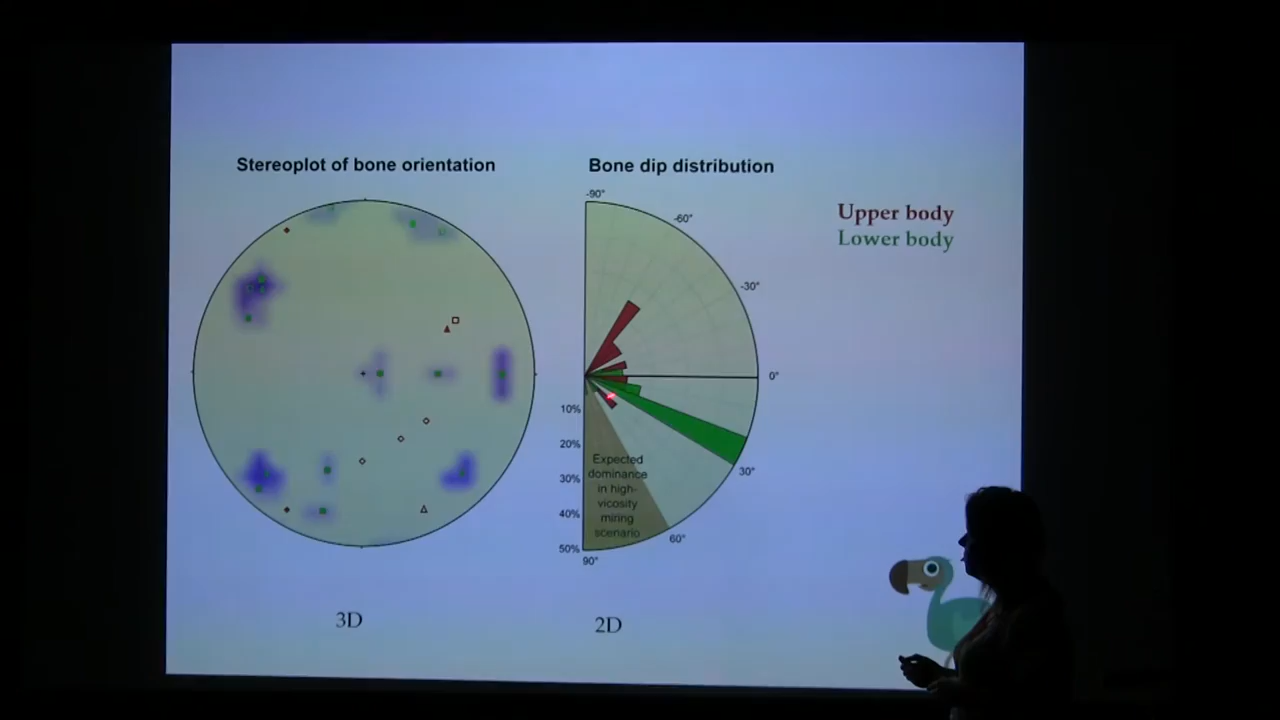 Stereoplot of bone orientation
Bone dip distribution
-90°
-60°
-30°
0°
30°
60°
90°
10%
20%
30%
40%
50%
Expected
dominance
in high-
vicosity
miring
scenario
Upper body
Lower body
3D
2D